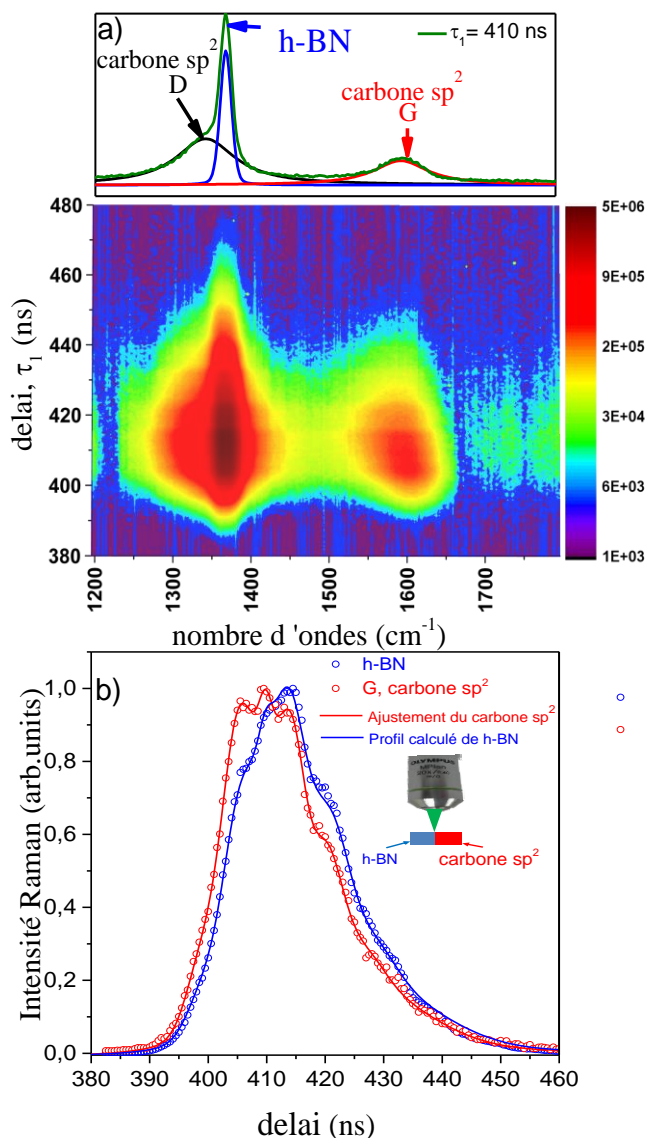 a)
τ₁= 410 ns
h-BN
carbone sp²
D
carbone sp²
G
480
460
440
420
400
380
delai, τ₁ (ns)
5E+06
9E+05
2E+05
3E+04
6E+03
1E+03
1200
1300
1400
1500
1600
1700
nombre d 'ondes (cm⁻¹)
b)
h-BN
G, carbone sp²
Ajustement du carbone sp²
Profil calculé de h-BN
OLYMPUS
h-BN
carbone sp²
1,0
0,8
0,6
0,4
0,2
0,0
Intensité Raman (arb.units)
380
390
400
410
420
430
440
450
460
delai (ns)